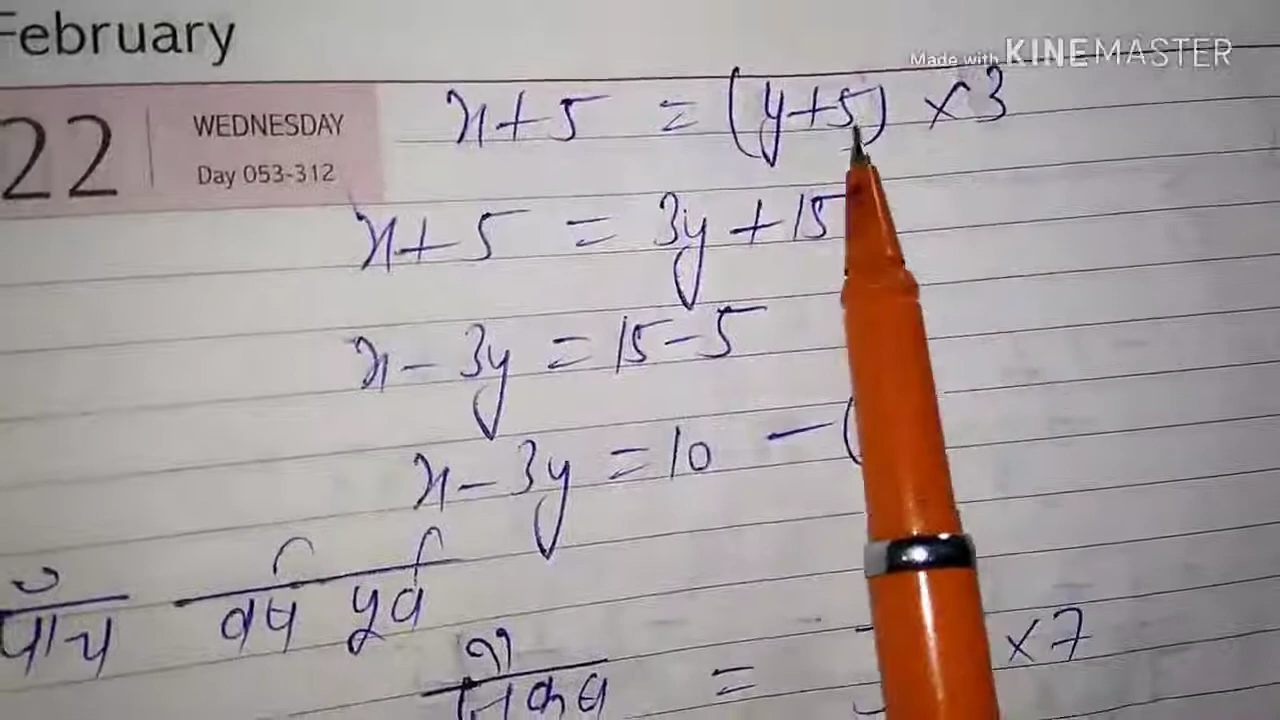 February
Made with KINEMASTER
22 WEDNESDAY
Day 053-312
x+5 = (y+5) ×3
x+5 = 3y+15
x-3y = 15-5
x-3y = 10 — (
पाँच वर्ष पूर्व
= ×7